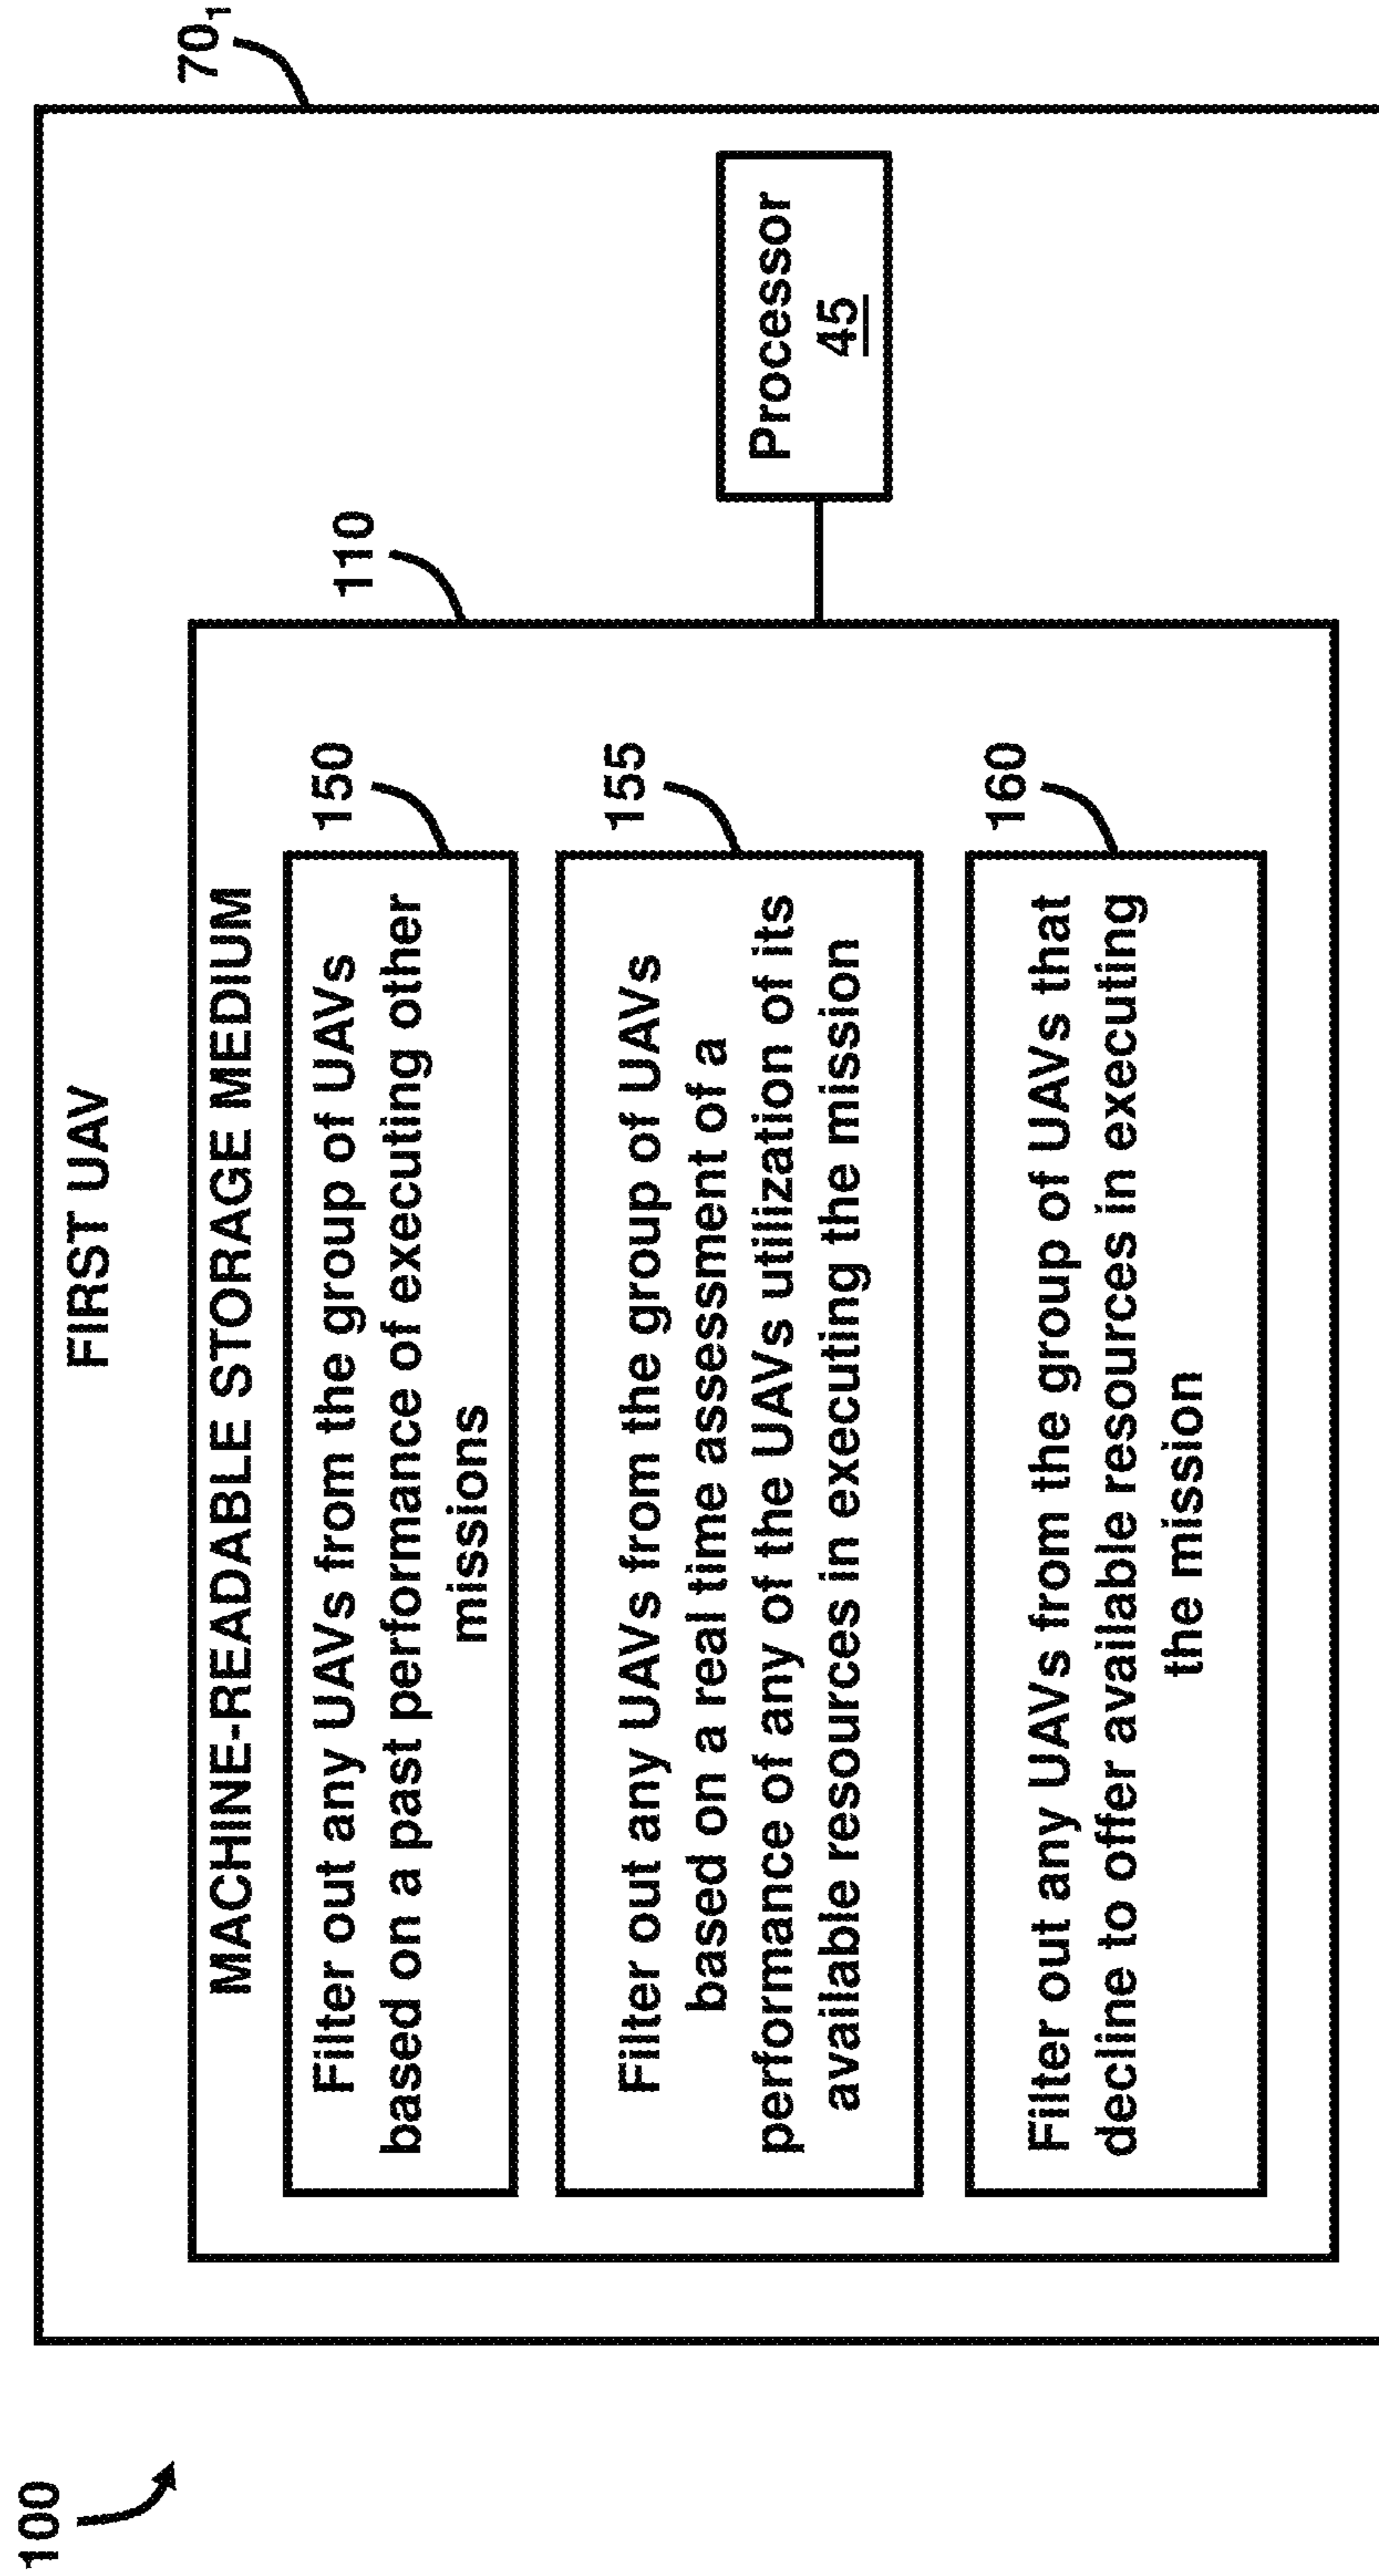 100
70₁
FIRST UAV
110
MACHINE-READABLE STORAGE MEDIUM
150
Filter out any UAVs from the group of UAVs
based on a past performance of executing other
missions
155
Filter out any UAVs from the group of UAVs
based on a real time assessment of a
performance of any of the UAVs utilization of its
available resources in executing the mission
160
Filter out any UAVs from the group of UAVs that
decline to offer available resources in executing
the mission
Processor
45